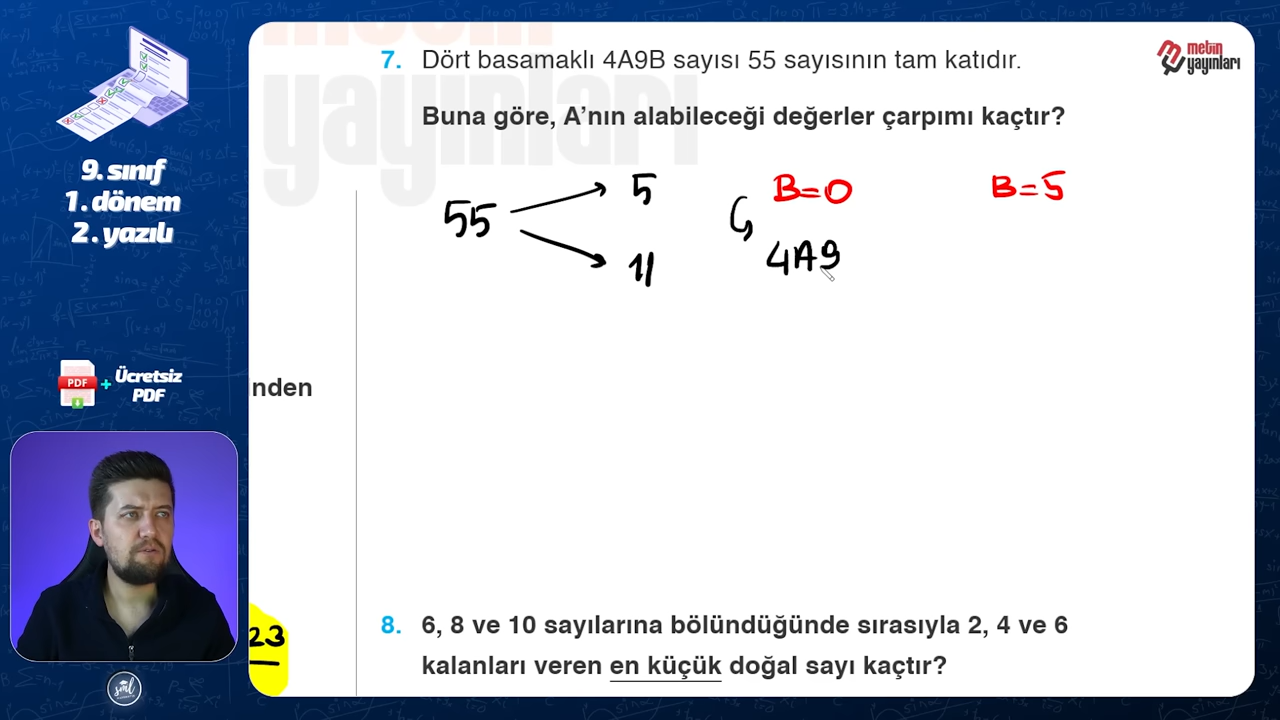 metin
yayınları
7. Dört basamaklı 4A9B sayısı 55 sayısının tam katıdır.
Buna göre, A’nın alabileceği değerler çarpımı kaçtır?
yayınları
55
5
11
B=0
4A9
B=5
9. sınıf
1. dönem
2. yazılı
PDF
+ Ücretsiz
PDF
nden
23
sml
8. 6, 8 ve 10 sayılarına bölündüğünde sırasıyla 2, 4 ve 6
kalanları veren en küçük doğal sayı kaçtır?